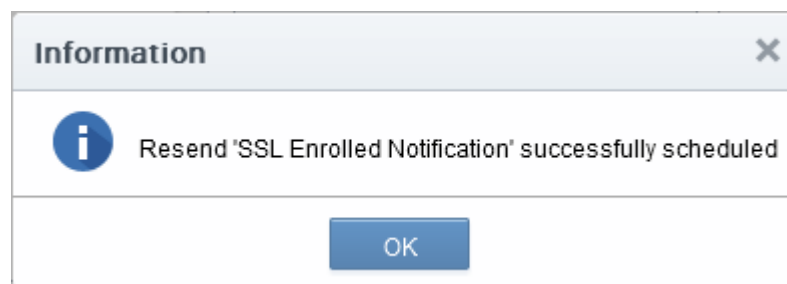 Information
Resend 'SSL Enrolled Notification' successfully scheduled
OK